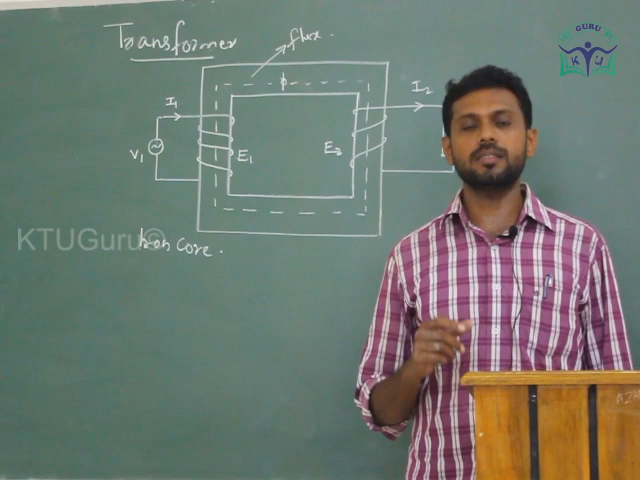 Transformer
flux.
GURU
K U
ϕ
I1
I2
V1
E1
E2
KTUGuru©
Iron core.